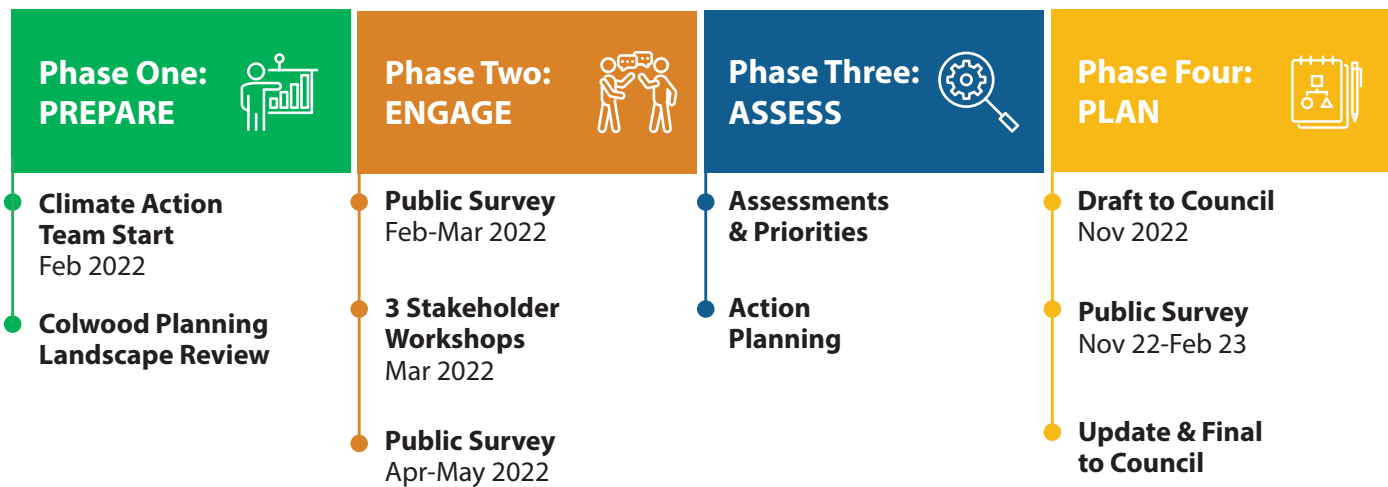 Phase One:
PREPARE
Climate Action
Team Start
Feb 2022
Colwood Planning
Landscape Review
Phase Two:
ENGAGE
Public Survey
Feb-Mar 2022
3 Stakeholder
Workshops
Mar 2022
Public Survey
Apr-May 2022
Phase Three:
ASSESS
Assessments
& Priorities
Action
Planning
Phase Four:
PLAN
Draft to Council
Nov 2022
Public Survey
Nov 22-Feb 23
Update & Final
to Council